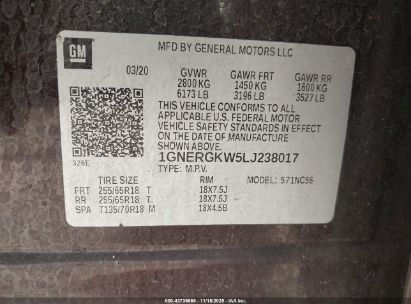 GM
MFD BY GENERAL MOTORS LLC
03/20 GVWR GAWR FRT GAWR RR
2800 KG 1450 KG 1600 KG
6173 LB 3196 LB 3527 LB
THIS VEHICLE CONFORMS TO ALL
APPLICABLE U.S. FEDERAL MOTOR
VEHICLE SAFETY STANDARDS IN EFFECT
ON THE DATE OF MANUFACTURE
SHOWN ABOVE.
1GNERGKW5LJ238017
TYPE: M.P.V. MODEL: 571NC56
TIRE SIZE RIM
FRT 255/65R18 T 18X7.5J
RR 255/65R18 T 18X7.5J
SPA T135/70R18 M 18X4.5B